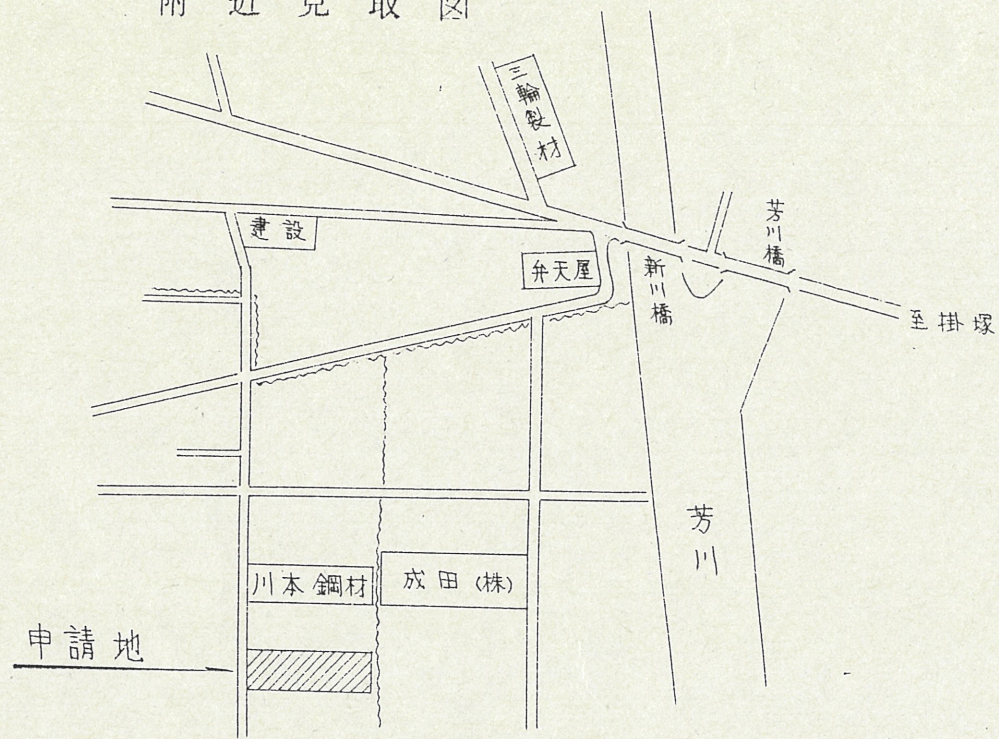 附近見取図
三輪製材
芳川橋
建設
弁天屋
新川橋
至掛塚
芳川
川本鋼材
成田(株)
申請地